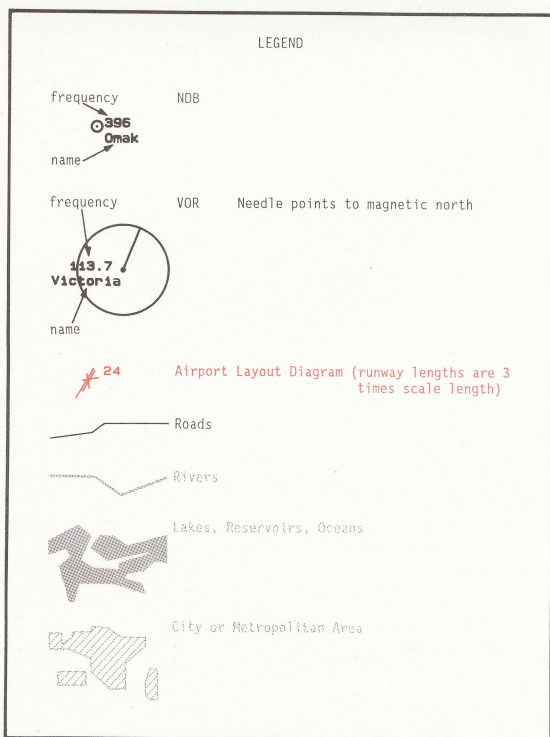 LEGEND
frequency NDB
396
Omak
name
frequency VOR Needle points to magnetic north
113.7
Victoria
name
24 Airport Layout Diagram (runway lengths are 3
times scale length)
Roads
Rivers
Lakes, Reservoirs, Oceans
City or Metropolitan Area